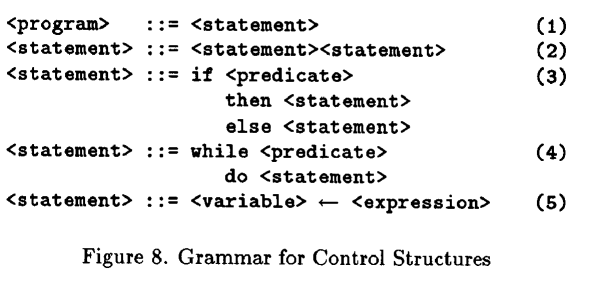 <program> ::= <statement> (1)
<statement> ::= <statement><statement> (2)
<statement> ::= if <predicate> (3)
then <statement>
else <statement>
<statement> ::= while <predicate> (4)
do <statement>
<statement> ::= <variable> ← <expression> (5)
Figure 8. Grammar for Control Structures